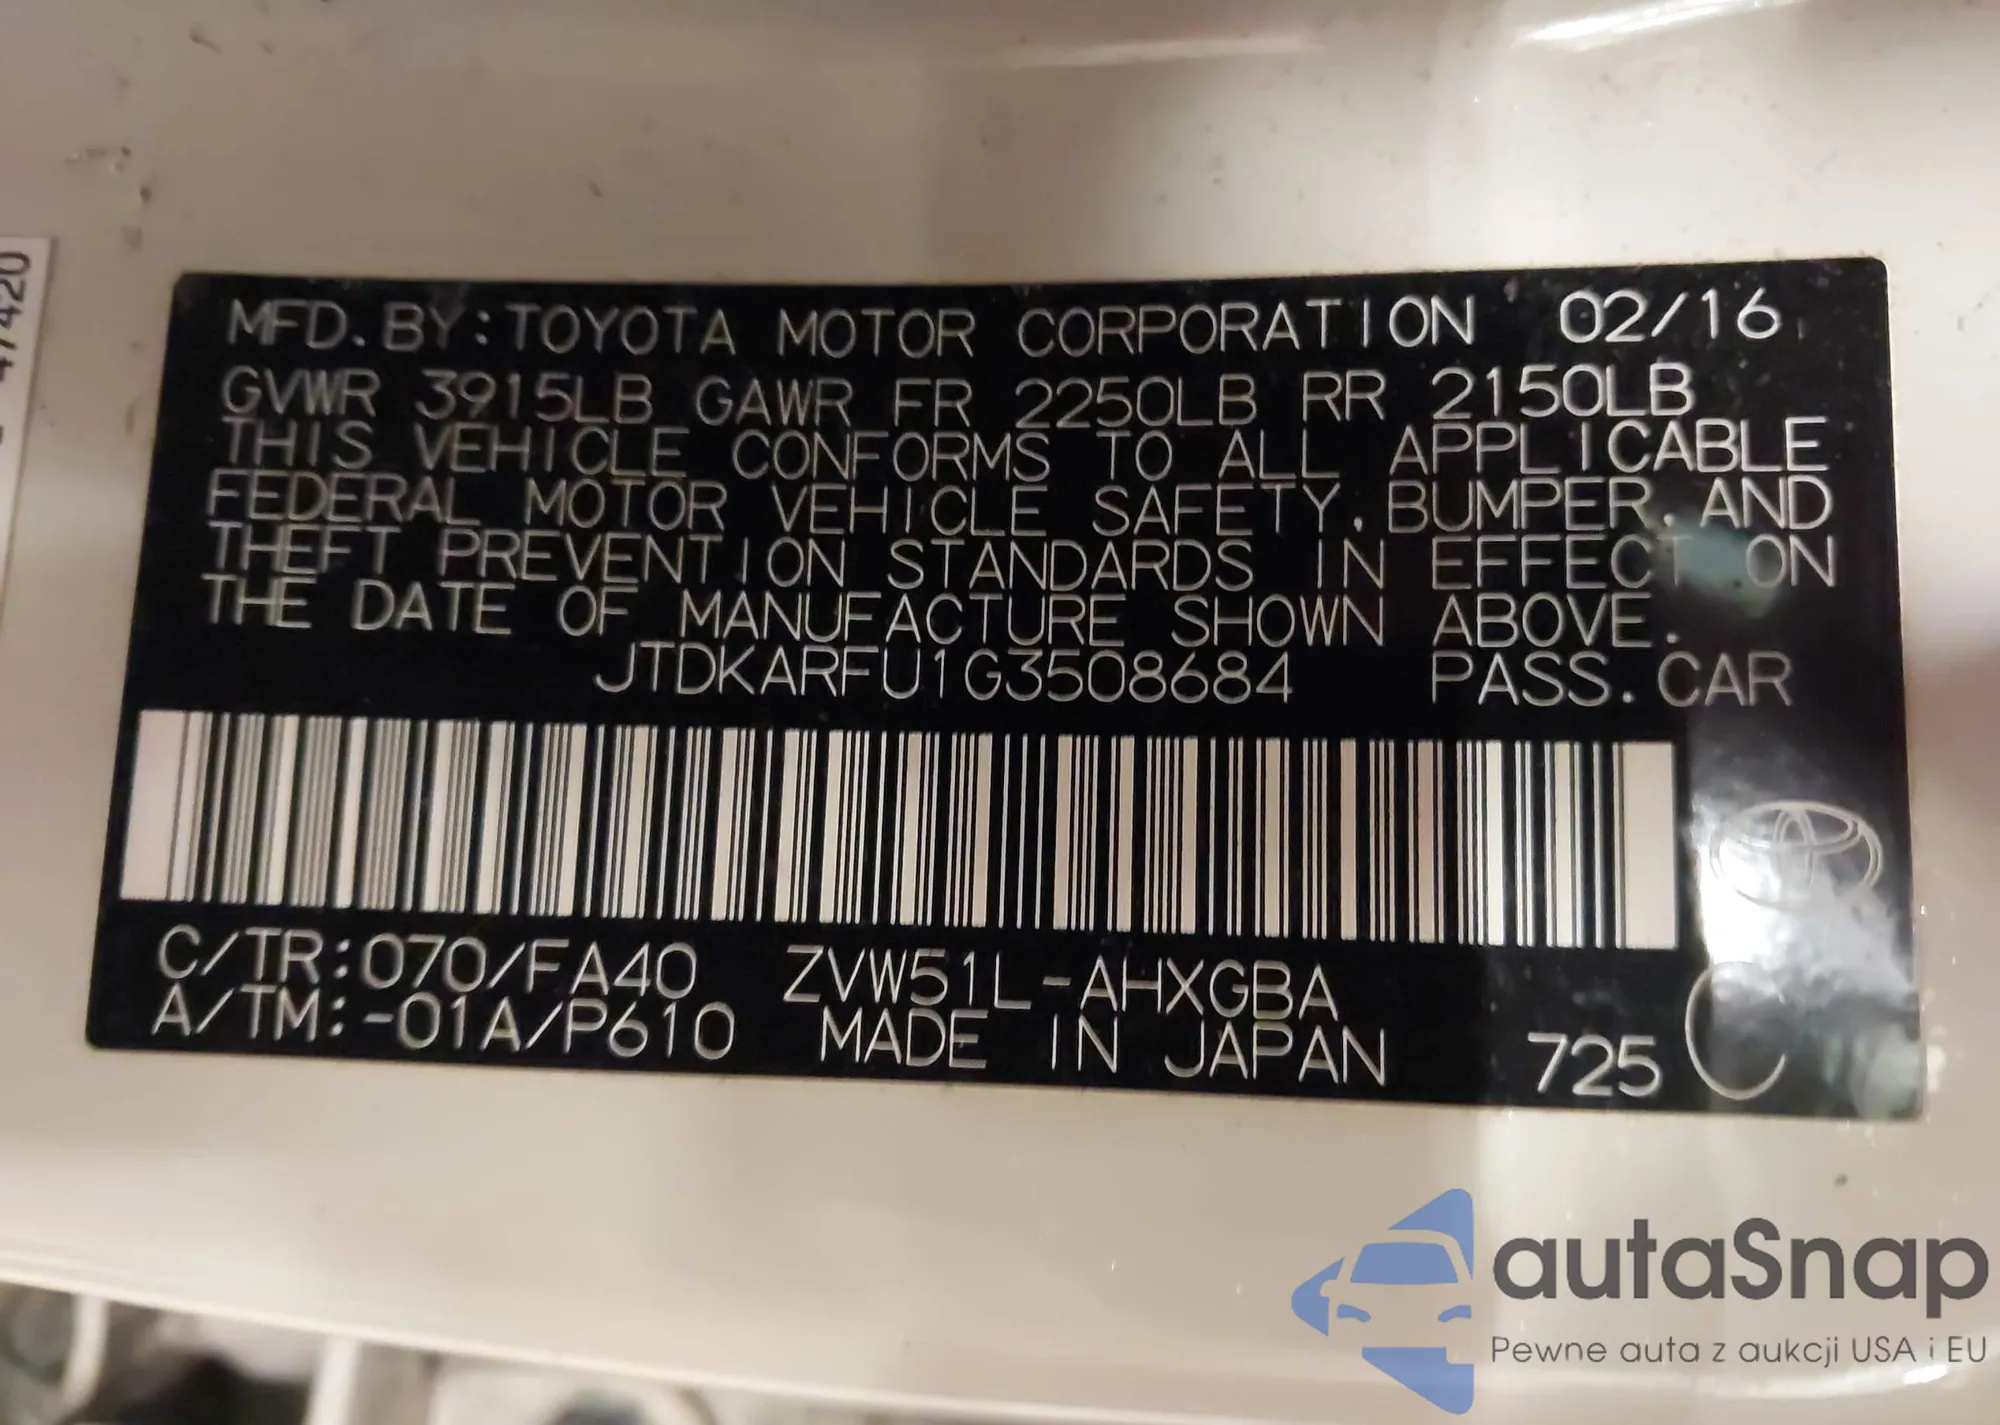 47420
MFD. BY: TOYOTA MOTOR CORPORATION 02/16
GVWR 3915LB GAWR FR 2250LB RR 2150LB
THIS VEHICLE CONFORMS TO ALL APPLICABLE
FEDERAL MOTOR VEHICLE SAFETY, BUMPER, AND
THEFT PREVENTION STANDARDS IN EFFECT ON
THE DATE OF MANUFACTURE SHOWN ABOVE.
JTDKARFU1G3508684 PASS. CAR
C/TR:070/FA40 ZVW51L-AHXGBA
A/TM:-01A/P610 MADE IN JAPAN 725 C
autaSnap
Pewne auta z aukcji USA i EU